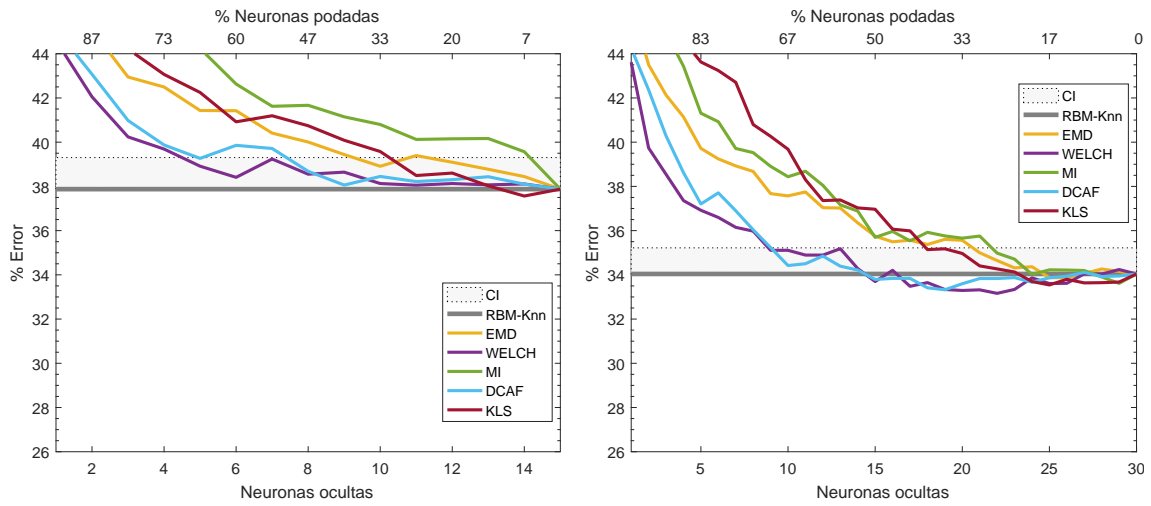 % Neuronas podadas
87 73 60 47 33 20 7
44
42
40
38
36
34
32
30
28
26
% Error
CI
RBM-Knn
EMD
WELCH
MI
DCAF
KLS
2 4 6 8 10 12 14
Neuronas ocultas
% Neuronas podadas
83 67 50 33 17 0
44
42
40
38
36
34
32
30
28
26
% Error
CI
RBM-Knn
EMD
WELCH
MI
DCAF
KLS
5 10 15 20 25 30
Neuronas ocultas